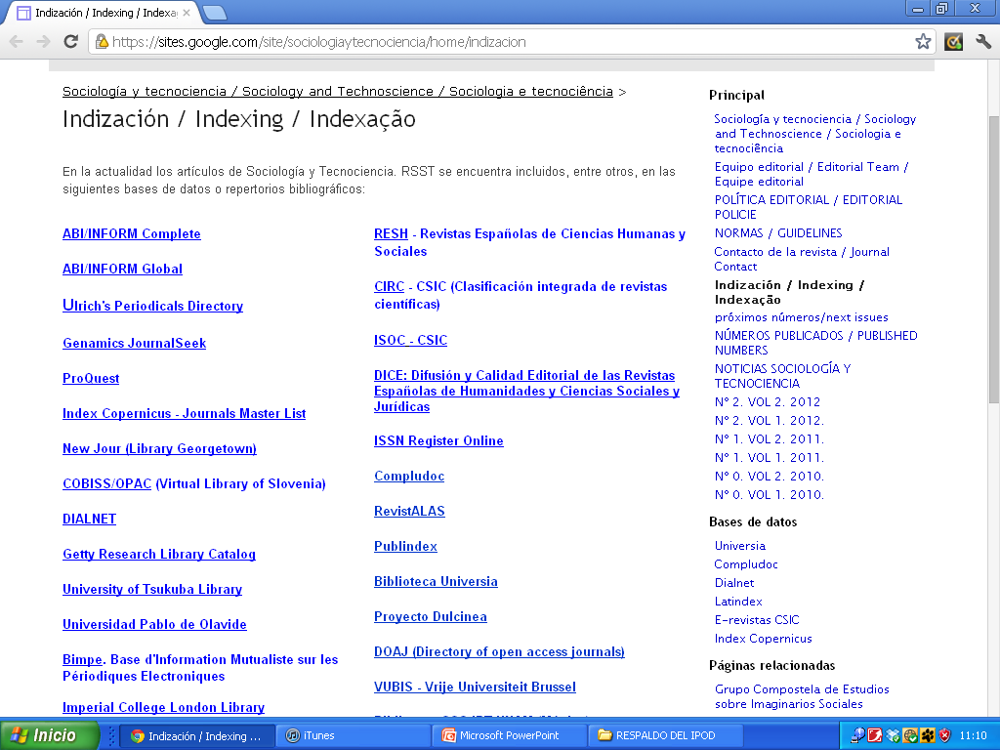 Indización / Indexing / Indexa
https://sites.google.com/site/sociologiaytecnociencia/home/indizacion
Sociología y tecnociencia / Sociology and Technoscience / Sociologia e tecnociência >
Indización / Indexing / Indexação
En la actualidad los artículos de Sociología y Tecnociencia. RSST se encuentra incluidos, entre otros, en las
siguientes bases de datos o repertorios bibliográficos:
ABI/INFORM Complete
ABI/INFORM Global
Ulrich's Periodicals Directory
Genamics JournalSeek
ProQuest
Index Copernicus - Journals Master List
New Jour (Library Georgetown)
COBISS/OPAC (Virtual Library of Slovenia)
DIALNET
Getty Research Library Catalog
University of Tsukuba Library
Universidad Pablo de Olavide
Bimpe. Base d'Information Mutualiste sur les
Périodiques Electroniques
Imperial College London Library
RESH - Revistas Españolas de Ciencias Humanas y
Sociales
CIRC - CSIC (Clasificación integrada de revistas
científicas)
ISOC - CSIC
DICE: Difusión y Calidad Editorial de las Revistas
Españolas de Humanidades y Ciencias Sociales y
Jurídicas
ISSN Register Online
Compludoc
RevistALAS
Publindex
Biblioteca Universia
Proyecto Dulcinea
DOAJ (Directory of open access journals)
VUBIS - Vrije Universiteit Brussel
Principal
Sociología y tecnociencia / Sociology
and Technoscience / Sociologia e
tecnociência
Equipo editorial / Editorial Team /
Equipe editorial
POLÍTICA EDITORIAL / EDITORIAL
POLICIE
NORMAS / GUIDELINES
Contacto de la revista / Journal
Contact
Indización / Indexing /
Indexação
próximos números/next issues
NÚMEROS PUBLICADOS / PUBLISHED
NUMBERS
NOTICIAS SOCIOLOGÍA Y
TECNOCIENCIA
Nº 2. VOL 2. 2012
Nº 2. VOL 1. 2012.
Nº 1. VOL 2. 2011.
Nº 1. VOL 1. 2011.
Nº 0. VOL 2. 2010.
Nº 0. VOL 1. 2010.
Bases de datos
Universia
Compludoc
Dialnet
Latindex
E-revistas CSIC
Index Copernicus
Páginas relacionadas
Grupo Compostela de Estudios
sobre Imaginarios Sociales
Inicio
Indización / Indexing ...
iTunes
Microsoft PowerPoint
RESPALDO DEL IPOD
11:10